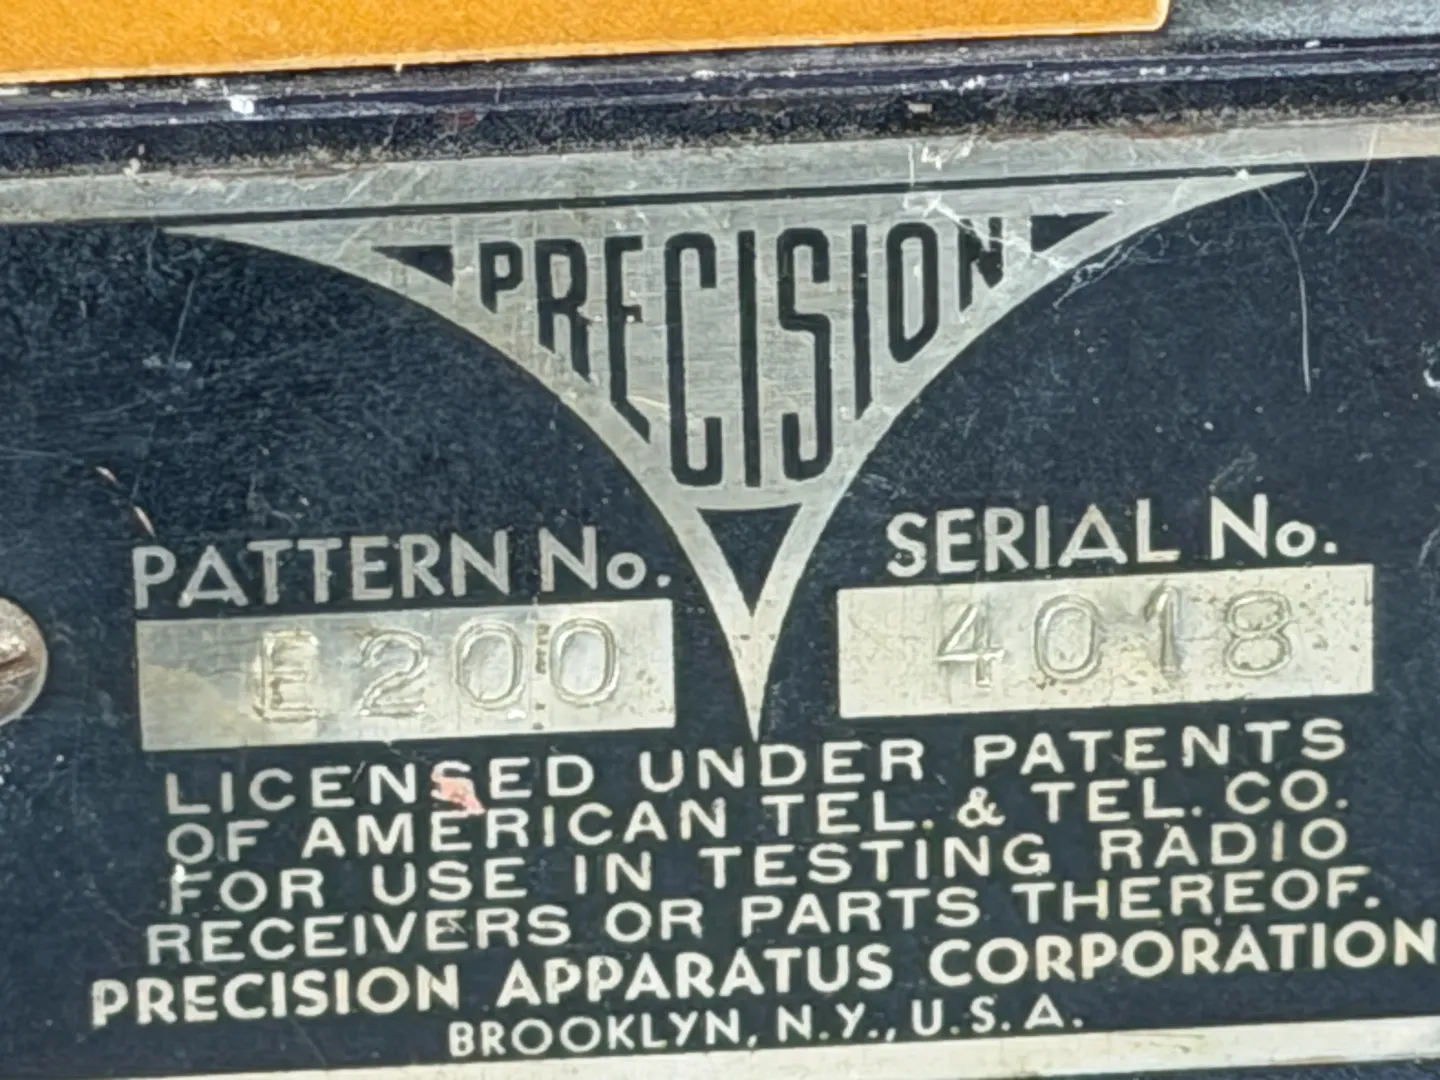 PRECISION
PATTERN No.
E200
SERIAL No.
4018
LICENSED UNDER PATENTS
OF AMERICAN TEL. & TEL. CO.
FOR USE IN TESTING RADIO
RECEIVERS OR PARTS THEREOF.
PRECISION APPARATUS CORPORATION
BROOKLYN, N.Y., U.S.A.